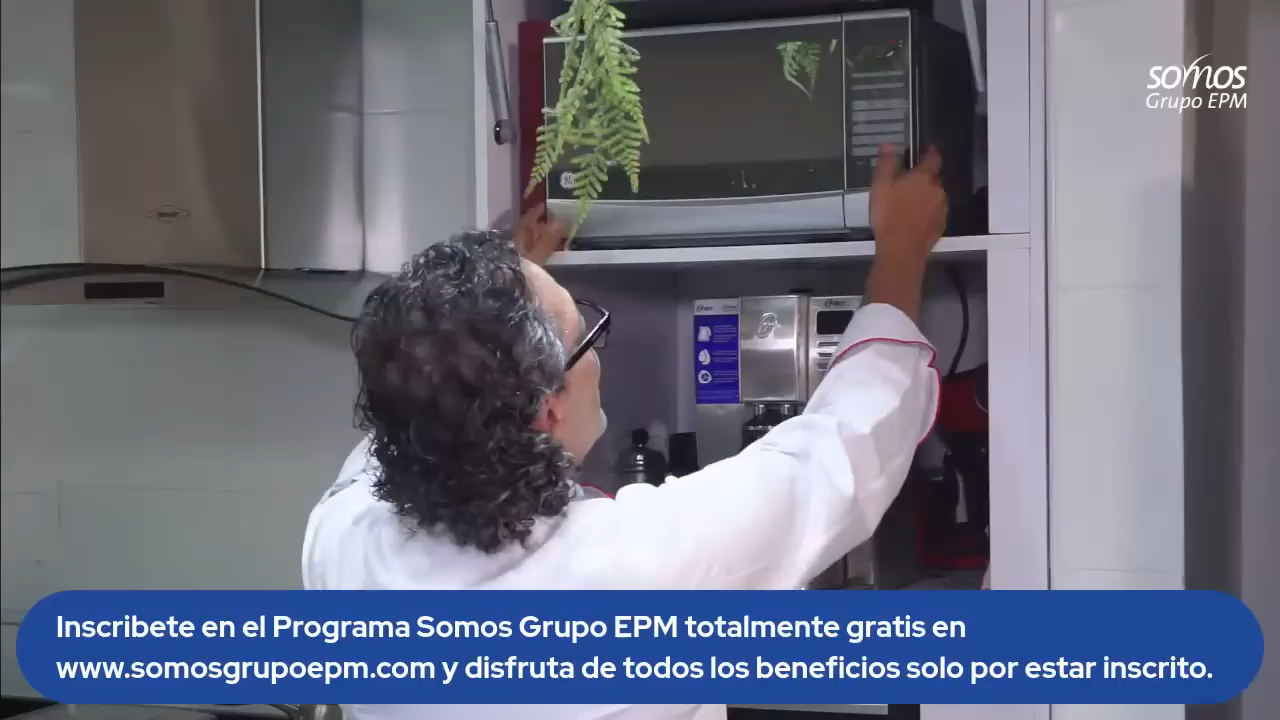 somos
Grupo EPM
Inscribete en el Programa Somos Grupo EPM totalmente gratis en
www.somosgrupoepm.com y disfruta de todos los beneficios solo por estar inscrito.